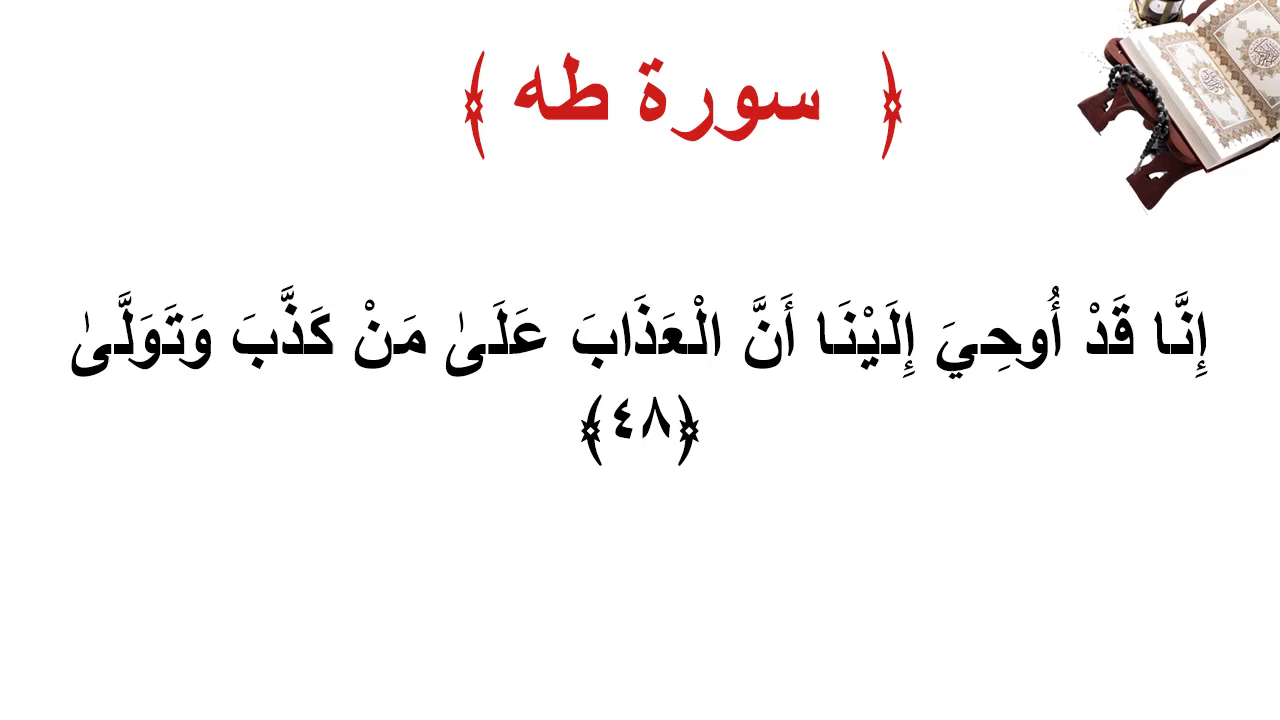 ﴿ سورة طه ﴾
إِنَّا قَدْ أُوحِيَ إِلَيْنَا أَنَّ الْعَذَابَ عَلَىٰ مَنْ كَذَّبَ وَتَوَلَّىٰ
﴿٤٨﴾